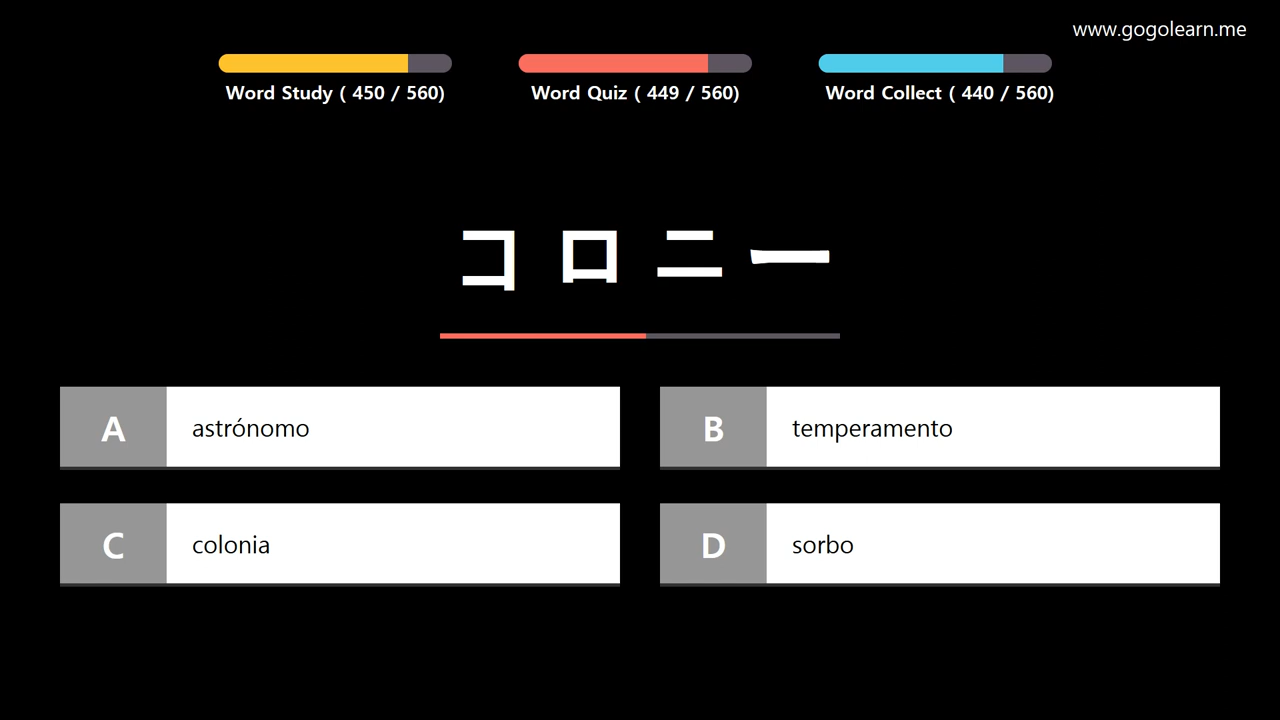 www.gogolearn.me
Word Study ( 450 / 560)
Word Quiz ( 449 / 560)
Word Collect ( 440 / 560)
コロニー
A astrónomo
B temperamento
C colonia
D sorbo